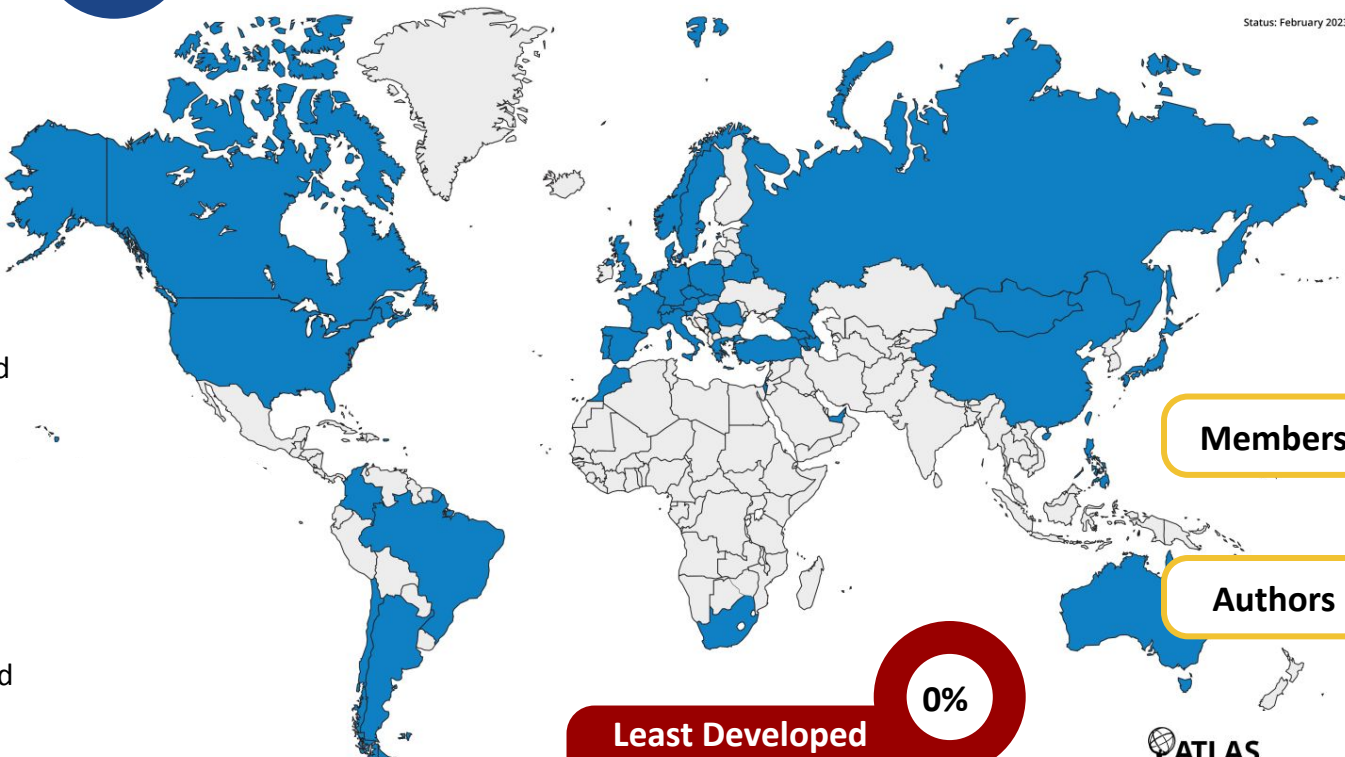 Status: February 2023
d
Members
Authors
d
0%
Least Developed
ATLAS